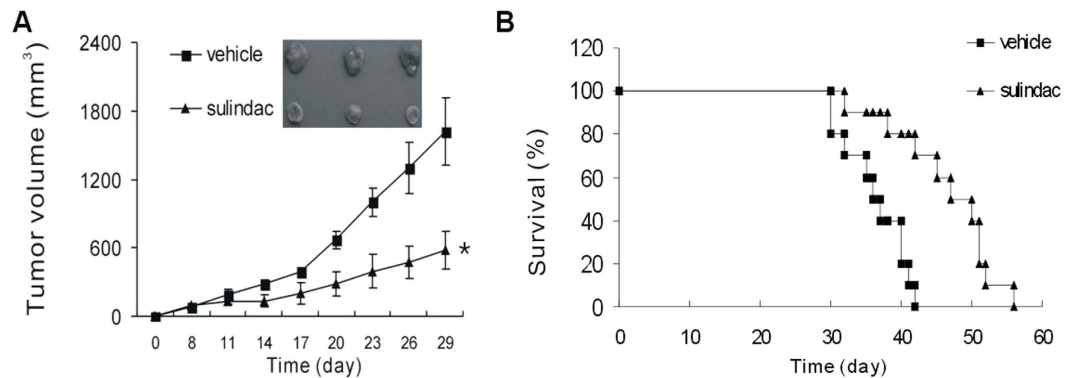 A
Tumor volume (mm³)
2400
1800
1200
600
0
vehicle
sulindac
*
0 8 11 14 17 20 23 26 29
Time (day)
B
Survival (%)
120
100
80
60
40
20
0
vehicle
sulindac
0 10 20 30 40 50 60
Time (day)